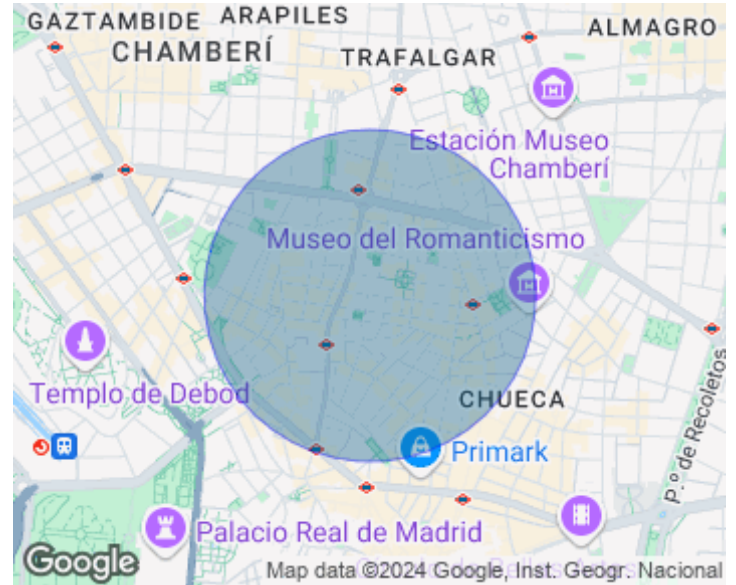 GAZTAMBIDE
ARAPILES
ALMAGRO
CHAMBERÍ
TRAFALGAR
Estación Museo
Chamberí
Museo del Romanticismo
Templo de Debod
CHUECA
P.º de Recoletos
Primark
Palacio Real de Madrid
Google
Map data ©2024 Google, Inst. Geogr. Nacional